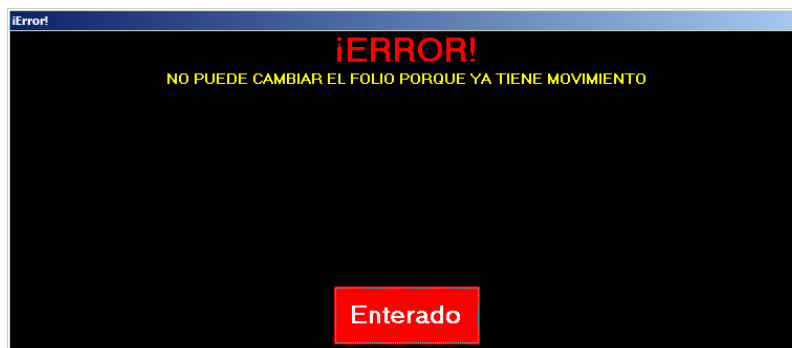 ¡Error!
¡ERROR!
NO PUEDE CAMBIAR EL FOLIO PORQUE YA TIENE MOVIMIENTO
Enterado